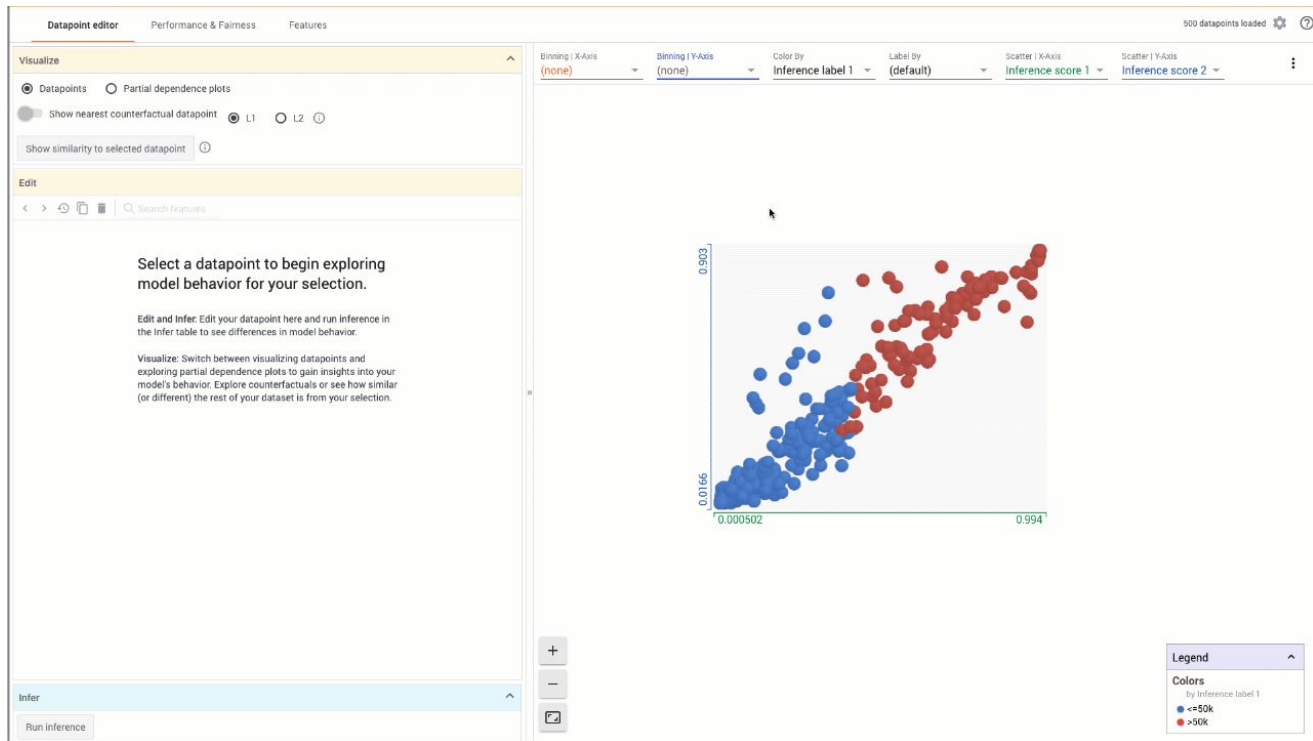 Datapoint editor Performance & Fairness Features
500 datapoints loaded
Visualize
Datapoints Partial dependence plots
Show nearest counterfactual datapoint L1 L2
Show similarity to selected datapoint
Edit
Search features
Select a datapoint to begin exploring
model behavior for your selection.
Edit and Infer: Edit your datapoint here and run inference in
the Infer table to see differences in model behavior.
Visualize: Switch between visualizing datapoints and
exploring partial dependence plots to gain insights into your
model's behavior. Explore counterfactuals or see how similar
(or different) the rest of your dataset is from your selection.
Infer
Run inference
Binning | X-Axis Binning | Y-Axis Color By Label By Scatter | X-Axis Scatter | Y-Axis
(none) (none) Inference label 1 (default) Inference score 1 Inference score 2
0.903
0.0166
0.000502 0.994
Legend
Colors
by Inference label 1
<=50k
>50k